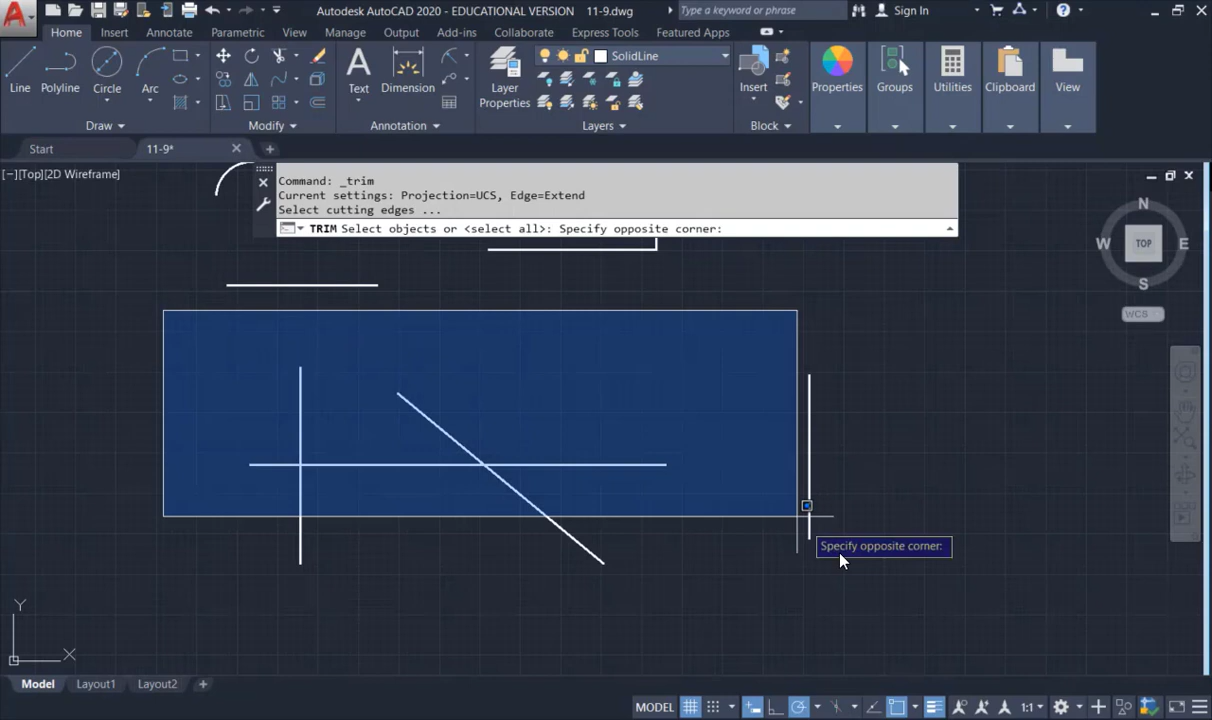 Autodesk AutoCAD 2020 - EDUCATIONAL VERSION 11-9.dwg
Type a keyword or phrase
Sign In
Home Insert Annotate Parametric View Manage Output Add-ins Collaborate Express Tools Featured Apps
SolidLine
Line Polyline Circle Arc
Text Dimension
Layer
Properties
Insert
Properties Groups Utilities Clipboard View
Draw Modify Annotation Layers Block
Start 11-9*
[−][Top][2D Wireframe]
Command: _trim
Current settings: Projection=UCS, Edge=Extend
Select cutting edges ...
TRIM Select objects or <select all>: Specify opposite corner:
N
W TOP E
S
WCS
Specify opposite corner:
Y
X
Model Layout1 Layout2
MODEL 1:1